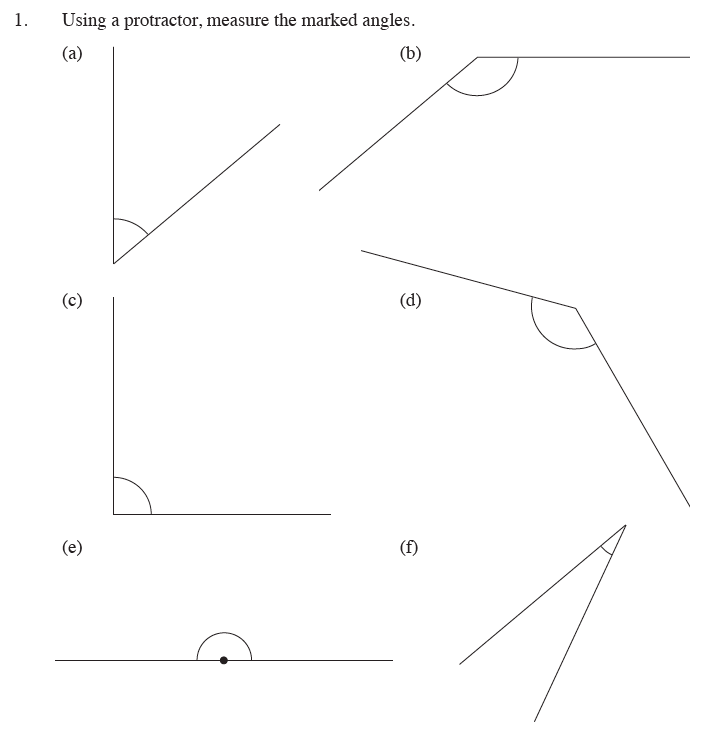 1. Using a protractor, measure the marked angles.
(a)
(b)
(c)
(d)
(e)
(f)